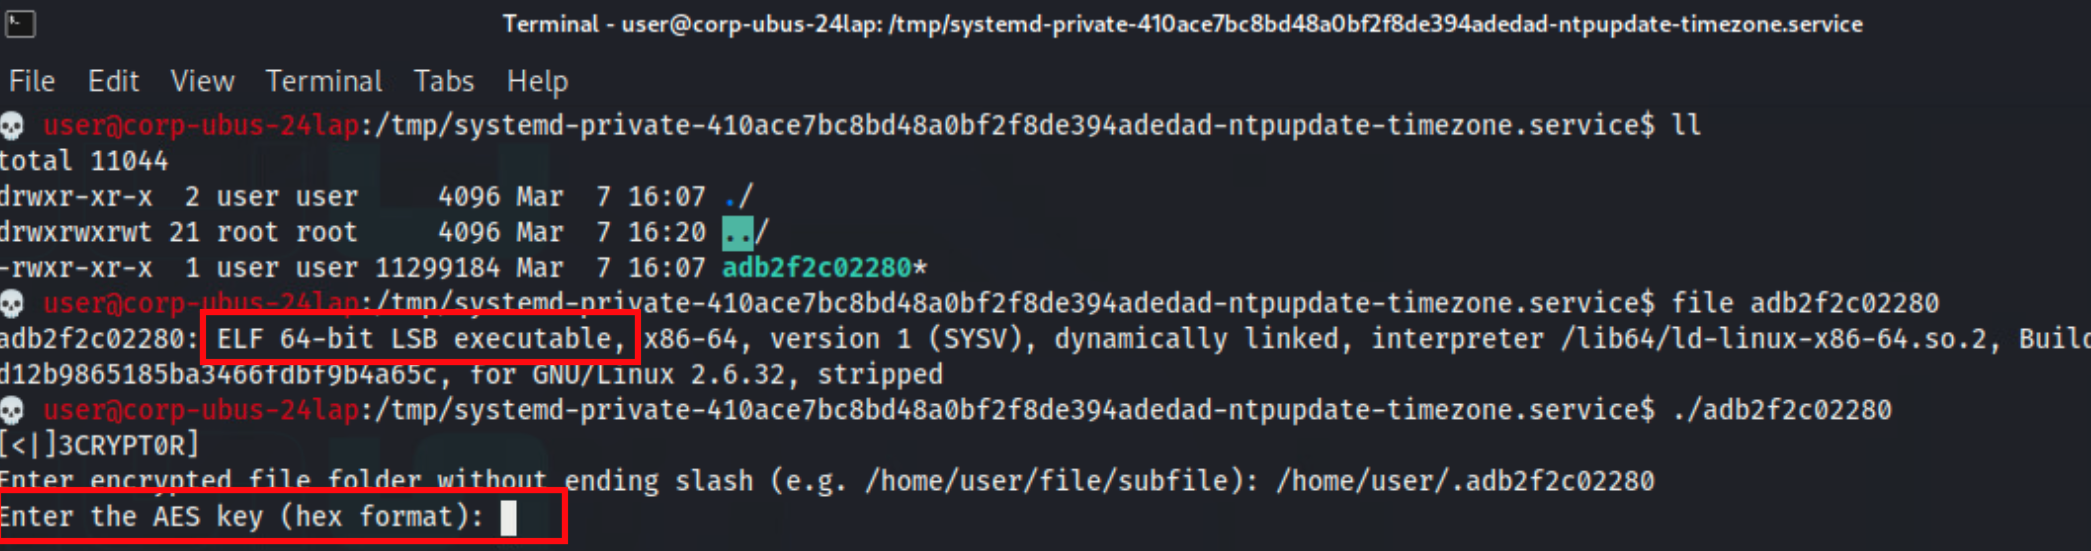 Terminal - user@corp-ubus-24lap: /tmp/systemd-private-410ace7bc8bd48a0bf2f8de394adedad-ntpupdate-timezone.service
File Edit View Terminal Tabs Help
user@corp-ubus-24lap:/tmp/systemd-private-410ace7bc8bd48a0bf2f8de394adedad-ntpupdate-timezone.service$ ll
total 11044
drwxr-xr-x 2 user user 4096 Mar 7 16:07 ./
drwxrwxrwt 21 root root 4096 Mar 7 16:20 ../
-rwxr-xr-x 1 user user 11299184 Mar 7 16:07 adb2f2c02280*
user@corp-ubus-24lap:/tmp/systemd-private-410ace7bc8bd48a0bf2f8de394adedad-ntpupdate-timezone.service$ file adb2f2c02280
adb2f2c02280: ELF 64-bit LSB executable, x86-64, version 1 (SYSV), dynamically linked, interpreter /lib64/ld-linux-x86-64.so.2, Build
d12b9865185ba3466fdbf9b4a65c, for GNU/Linux 2.6.32, stripped
user@corp-ubus-24lap:/tmp/systemd-private-410ace7bc8bd48a0bf2f8de394adedad-ntpupdate-timezone.service$ ./adb2f2c02280
[<|]3CRYPT0R]
Enter encrypted file folder without ending slash (e.g. /home/user/file/subfile): /home/user/.adb2f2c02280
Enter the AES key (hex format):